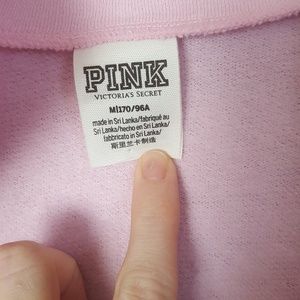 PINK
VICTORIA'S SECRET
M|170/96A
made in Sri Lanka/fabriqué au
Sri Lanka/hecho en Sri Lanka/
fabbricato in Sri Lanka/
斯里兰卡制造